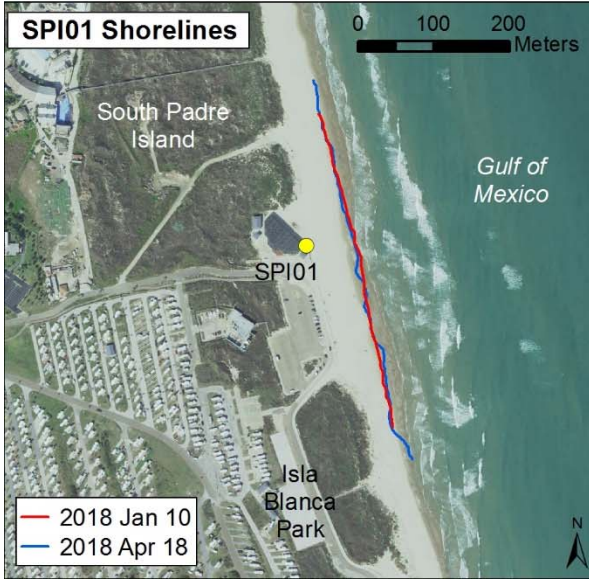 SPI01 Shorelines
0 100 200
Meters
South Padre
Island
Gulf of
Mexico
SPI01
Isla
Blanca
Park
2018 Jan 10
2018 Apr 18
N